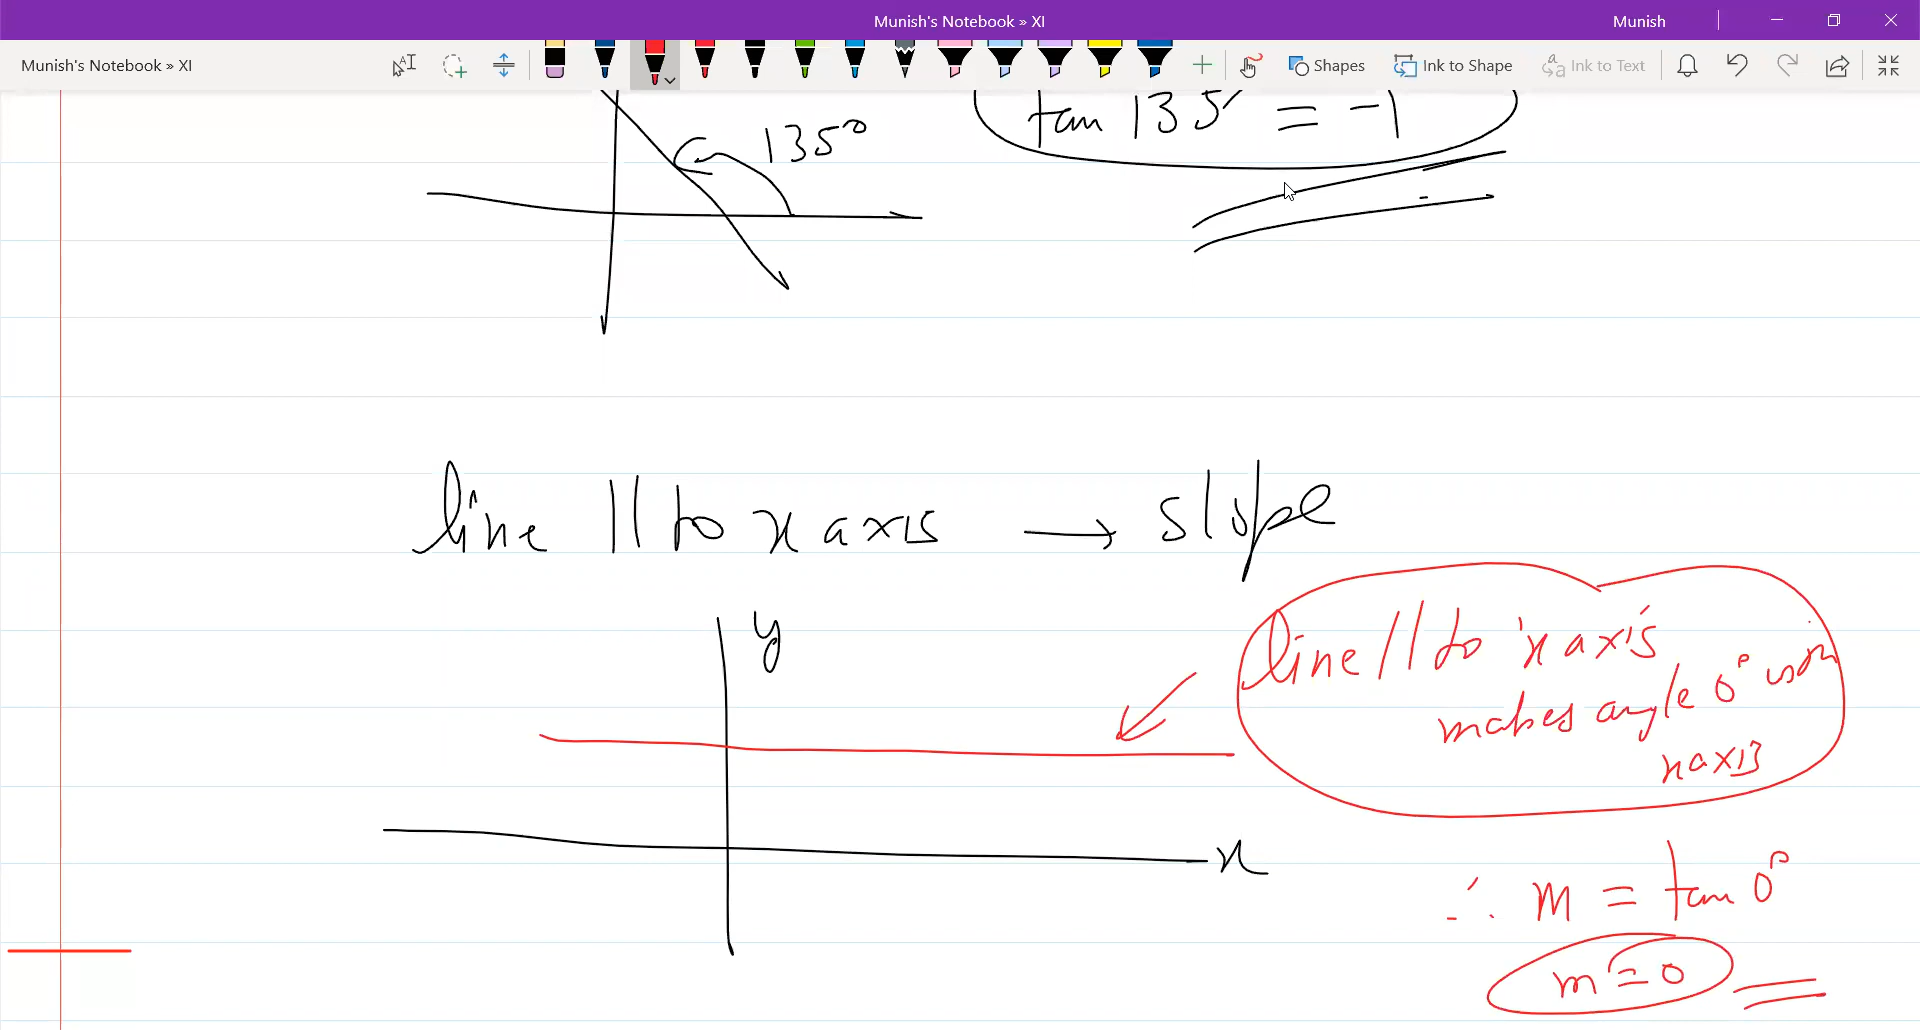 Munish's Notebook » XI
Munish
Munish's Notebook » XI
Shapes
Ink to Shape
Ink to Text
135°
tan 135° = -1
line || to x axis → slope
y
line || to x axis
makes angle 0° with
x axis
x
∴ m = tan 0°
m = 0